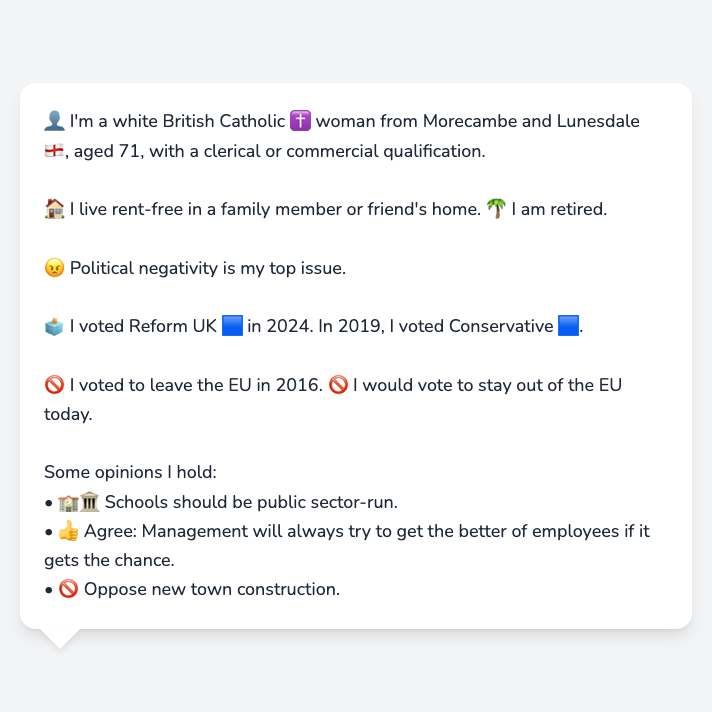 👤 I'm a white British Catholic ✝️ woman from Morecambe and Lunesdale
🏴󠁧󠁢󠁥󠁮󠁧󠁿, aged 71, with a clerical or commercial qualification.
🏠 I live rent-free in a family member or friend's home. 🌴 I am retired.
😠 Political negativity is my top issue.
🗳️ I voted Reform UK 🟦 in 2024. In 2019, I voted Conservative 🟦.
🚫 I voted to leave the EU in 2016. 🚫 I would vote to stay out of the EU
today.
Some opinions I hold:
• 🏫🏛️ Schools should be public sector-run.
• 👍 Agree: Management will always try to get the better of employees if it
gets the chance.
• 🚫 Oppose new town construction.